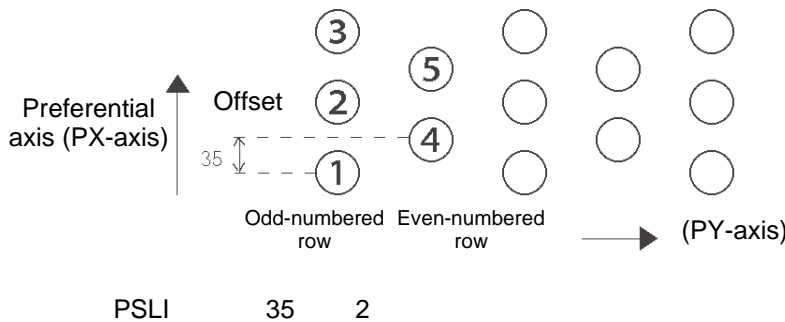 3
5
Preferential
axis (PX-axis)
Offset
2
4
35
1
Odd-numbered
row
Even-numbered
row
(PY-axis)
PSLI 35 2